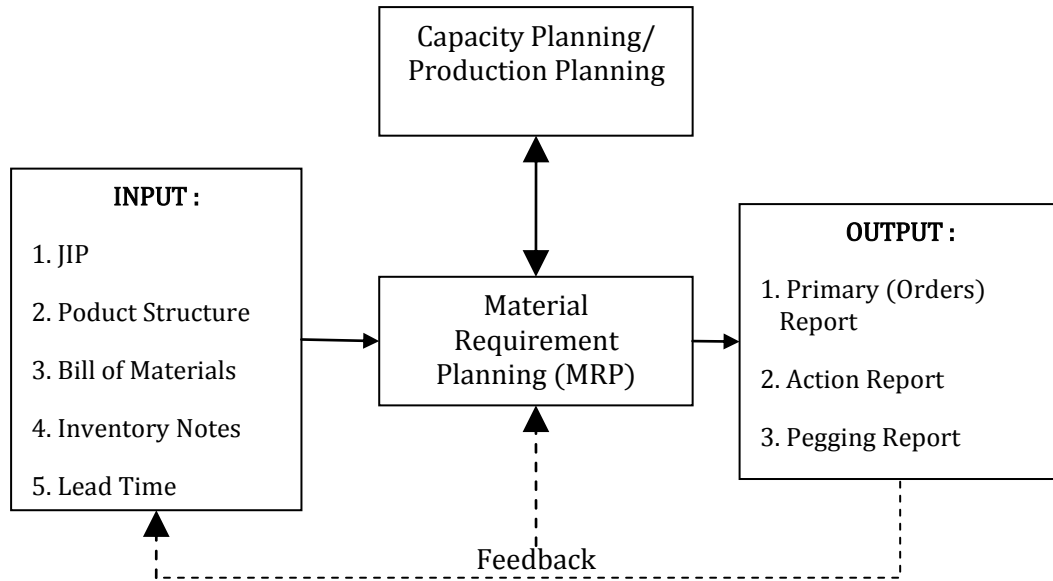 Capacity Planning/
Production Planning
INPUT :
1. JIP
2. Poduct Structure
3. Bill of Materials
4. Inventory Notes
5. Lead Time
Material
Requirement
Planning (MRP)
OUTPUT :
1. Primary (Orders)
Report
2. Action Report
3. Pegging Report
Feedback